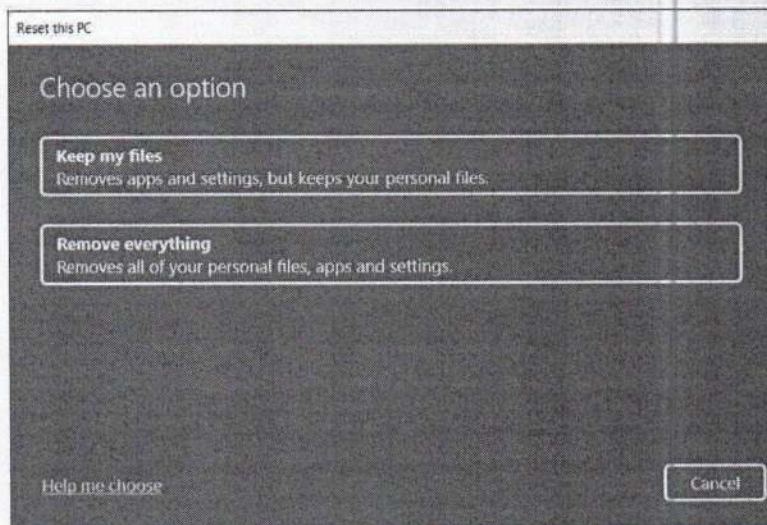 Reset this PC
Choose an option
Keep my files
Removes apps and settings, but keeps your personal files.
Remove everything
Removes all of your personal files, apps and settings.
Help me choose
Cancel